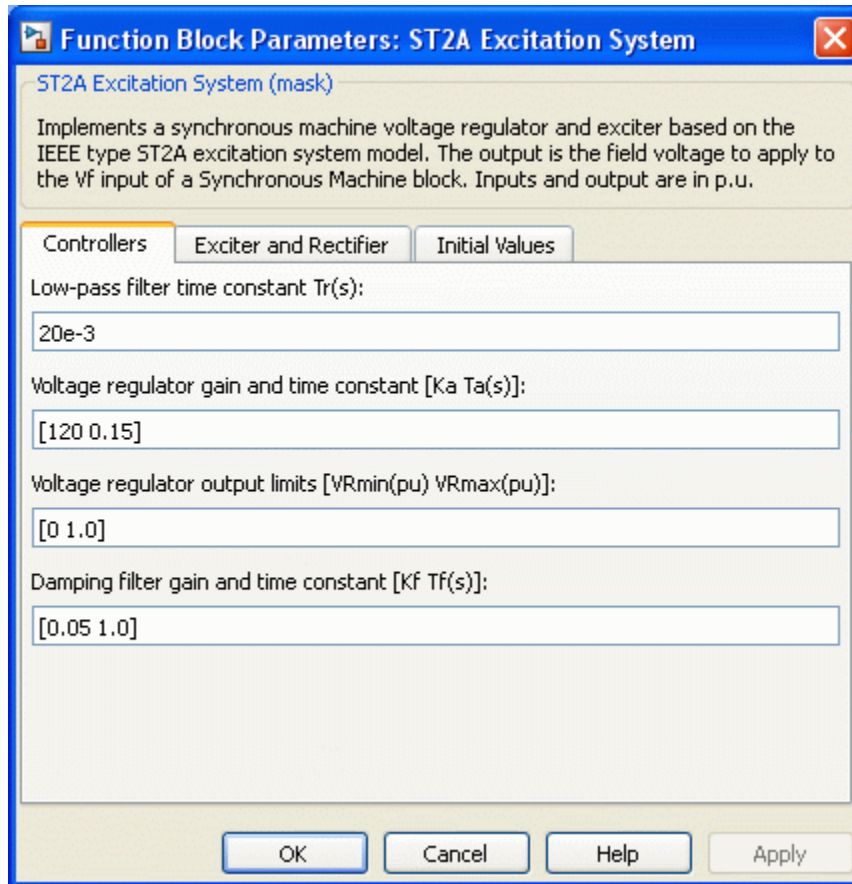 Function Block Parameters: ST2A Excitation System
ST2A Excitation System (mask)
Implements a synchronous machine voltage regulator and exciter based on the
IEEE type ST2A excitation system model. The output is the field voltage to apply to
the Vf input of a Synchronous Machine block. Inputs and output are in p.u.
Controllers Exciter and Rectifier Initial Values
Low-pass filter time constant Tr(s):
20e-3
Voltage regulator gain and time constant [Ka Ta(s)]:
[120 0.15]
Voltage regulator output limits [VRmin(pu) VRmax(pu)]:
[0 1.0]
Damping filter gain and time constant [Kf Tf(s)]:
[0.05 1.0]
OK Cancel Help Apply